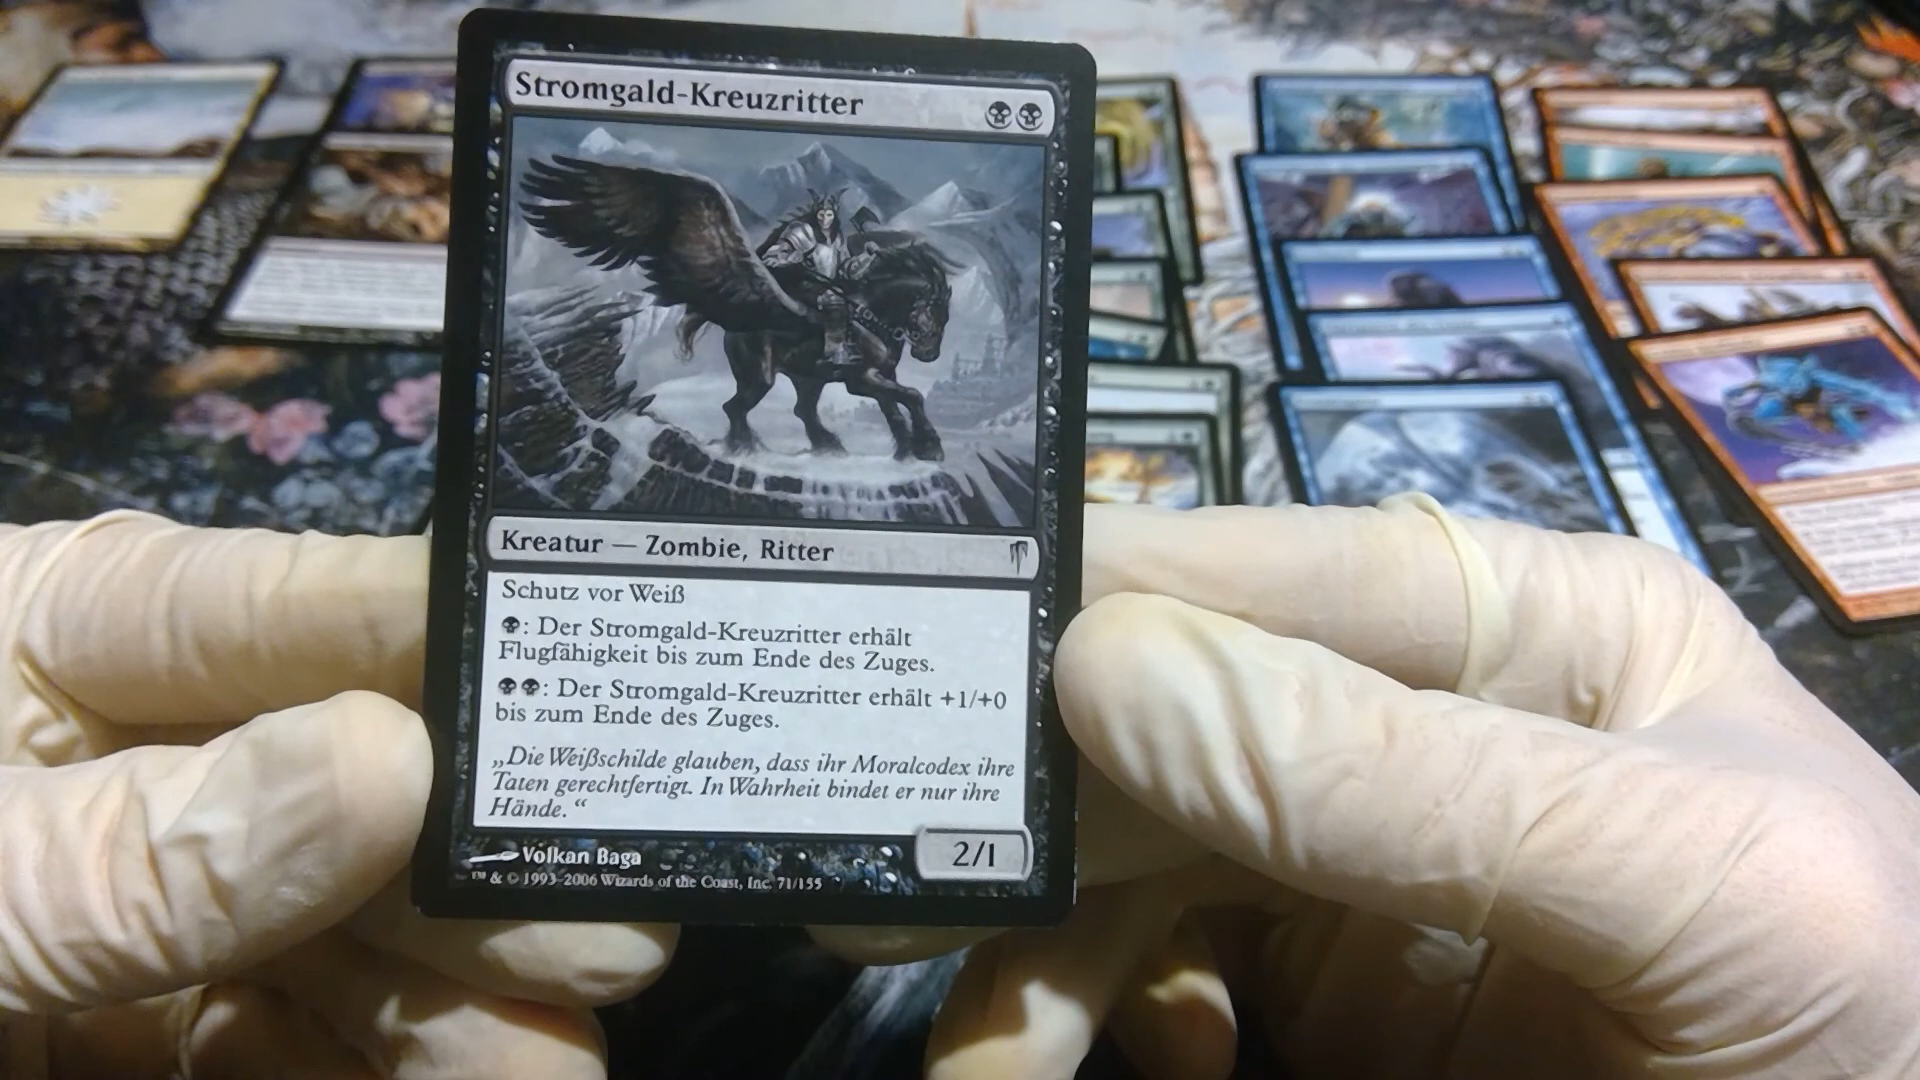 Stromgald-Kreuzritter
Kreatur — Zombie, Ritter
Schutz vor Weiß
: Der Stromgald-Kreuzritter erhält
Flugfähigkeit bis zum Ende des Zuges.
: Der Stromgald-Kreuzritter erhält +1/+0
bis zum Ende des Zuges.
„Die Weißschilde glauben, dass ihr Moralcodex ihre
Taten gerechtfertigt. In Wahrheit bindet er nur ihre
Hände.“
2/1
Volkan Baga
™ & © 1993–2006 Wizards of the Coast, Inc. 71/155